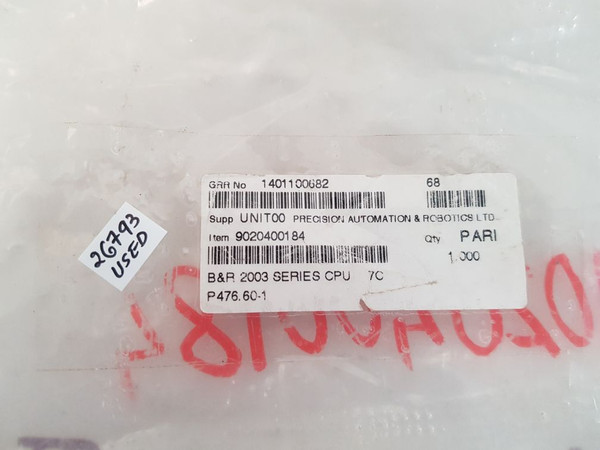 GRR No 1401100682 68
Supp UNIT00 PRECISION AUTOMATION & ROBOTICS LTD
Item 9020400184 Qty PARI
1.000
B&R 2003 SERIES CPU 7C
P476.60-1
26793
USED